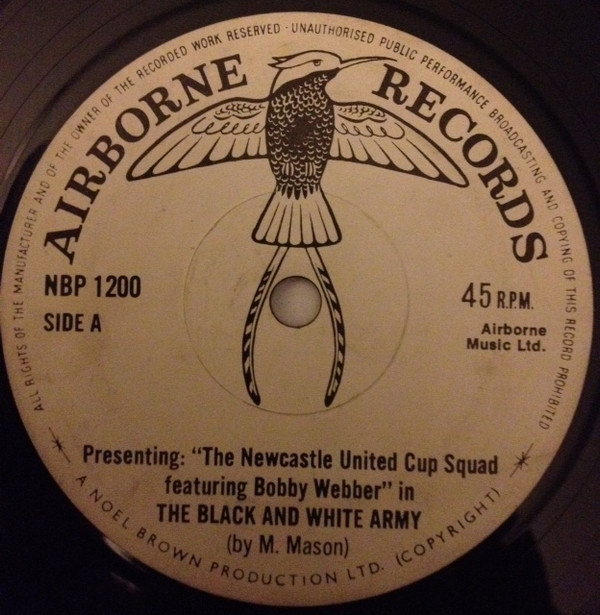 ALL RIGHTS OF THE MANUFACTURER AND OF THE OWNER OF THE RECORDED WORK RESERVED · UNAUTHORISED PUBLIC PERFORMANCE BROADCASTING AND COPYING OF THIS RECORD PROHIBITED
AIRBORNE RECORDS
NBP 1200
SIDE A
45 R.P.M.
Airborne
Music Ltd.
Presenting: "The Newcastle United Cup Squad
featuring Bobby Webber" in
THE BLACK AND WHITE ARMY
(by M. Mason)
A NOEL BROWN PRODUCTION LTD. (COPYRIGHT)